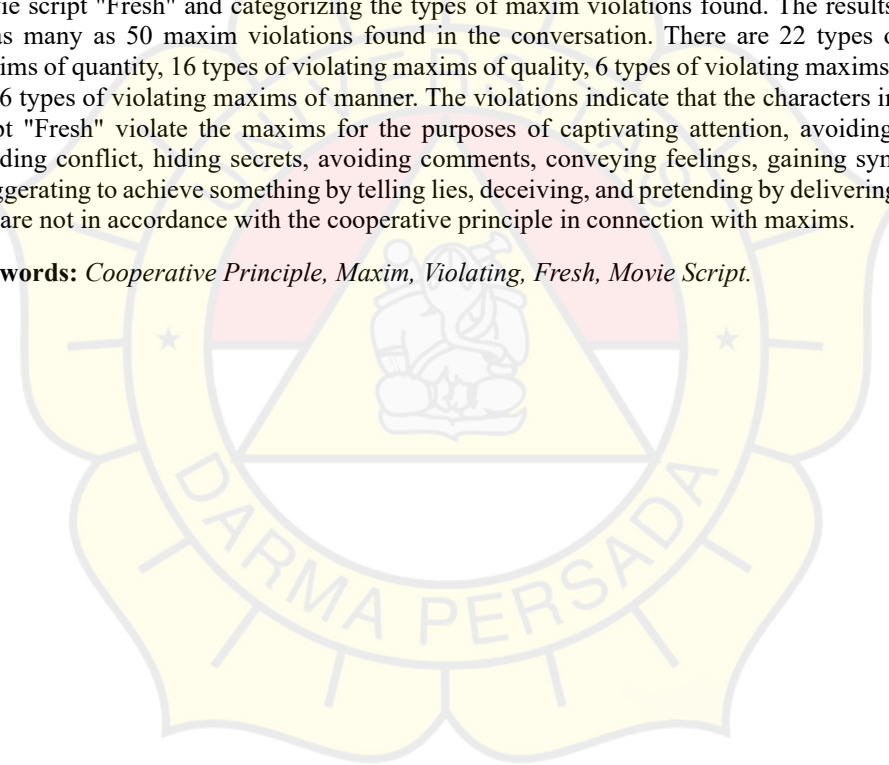 vie script "Fresh" and categorizing the types of maxim violations found. The results
as many as 50 maxim violations found in the conversation. There are 22 types o
ims of quantity, 16 types of violating maxims of quality, 6 types of violating maxims
6 types of violating maxims of manner. The violations indicate that the characters in
pt "Fresh" violate the maxims for the purposes of captivating attention, avoiding
ding conflict, hiding secrets, avoiding comments, conveying feelings, gaining syn
ggerating to achieve something by telling lies, deceiving, and pretending by delivering
are not in accordance with the cooperative principle in connection with maxims.
words: Cooperative Principle, Maxim, Violating, Fresh, Movie Script.
UNIVERSITAS
DARMA PERSADA